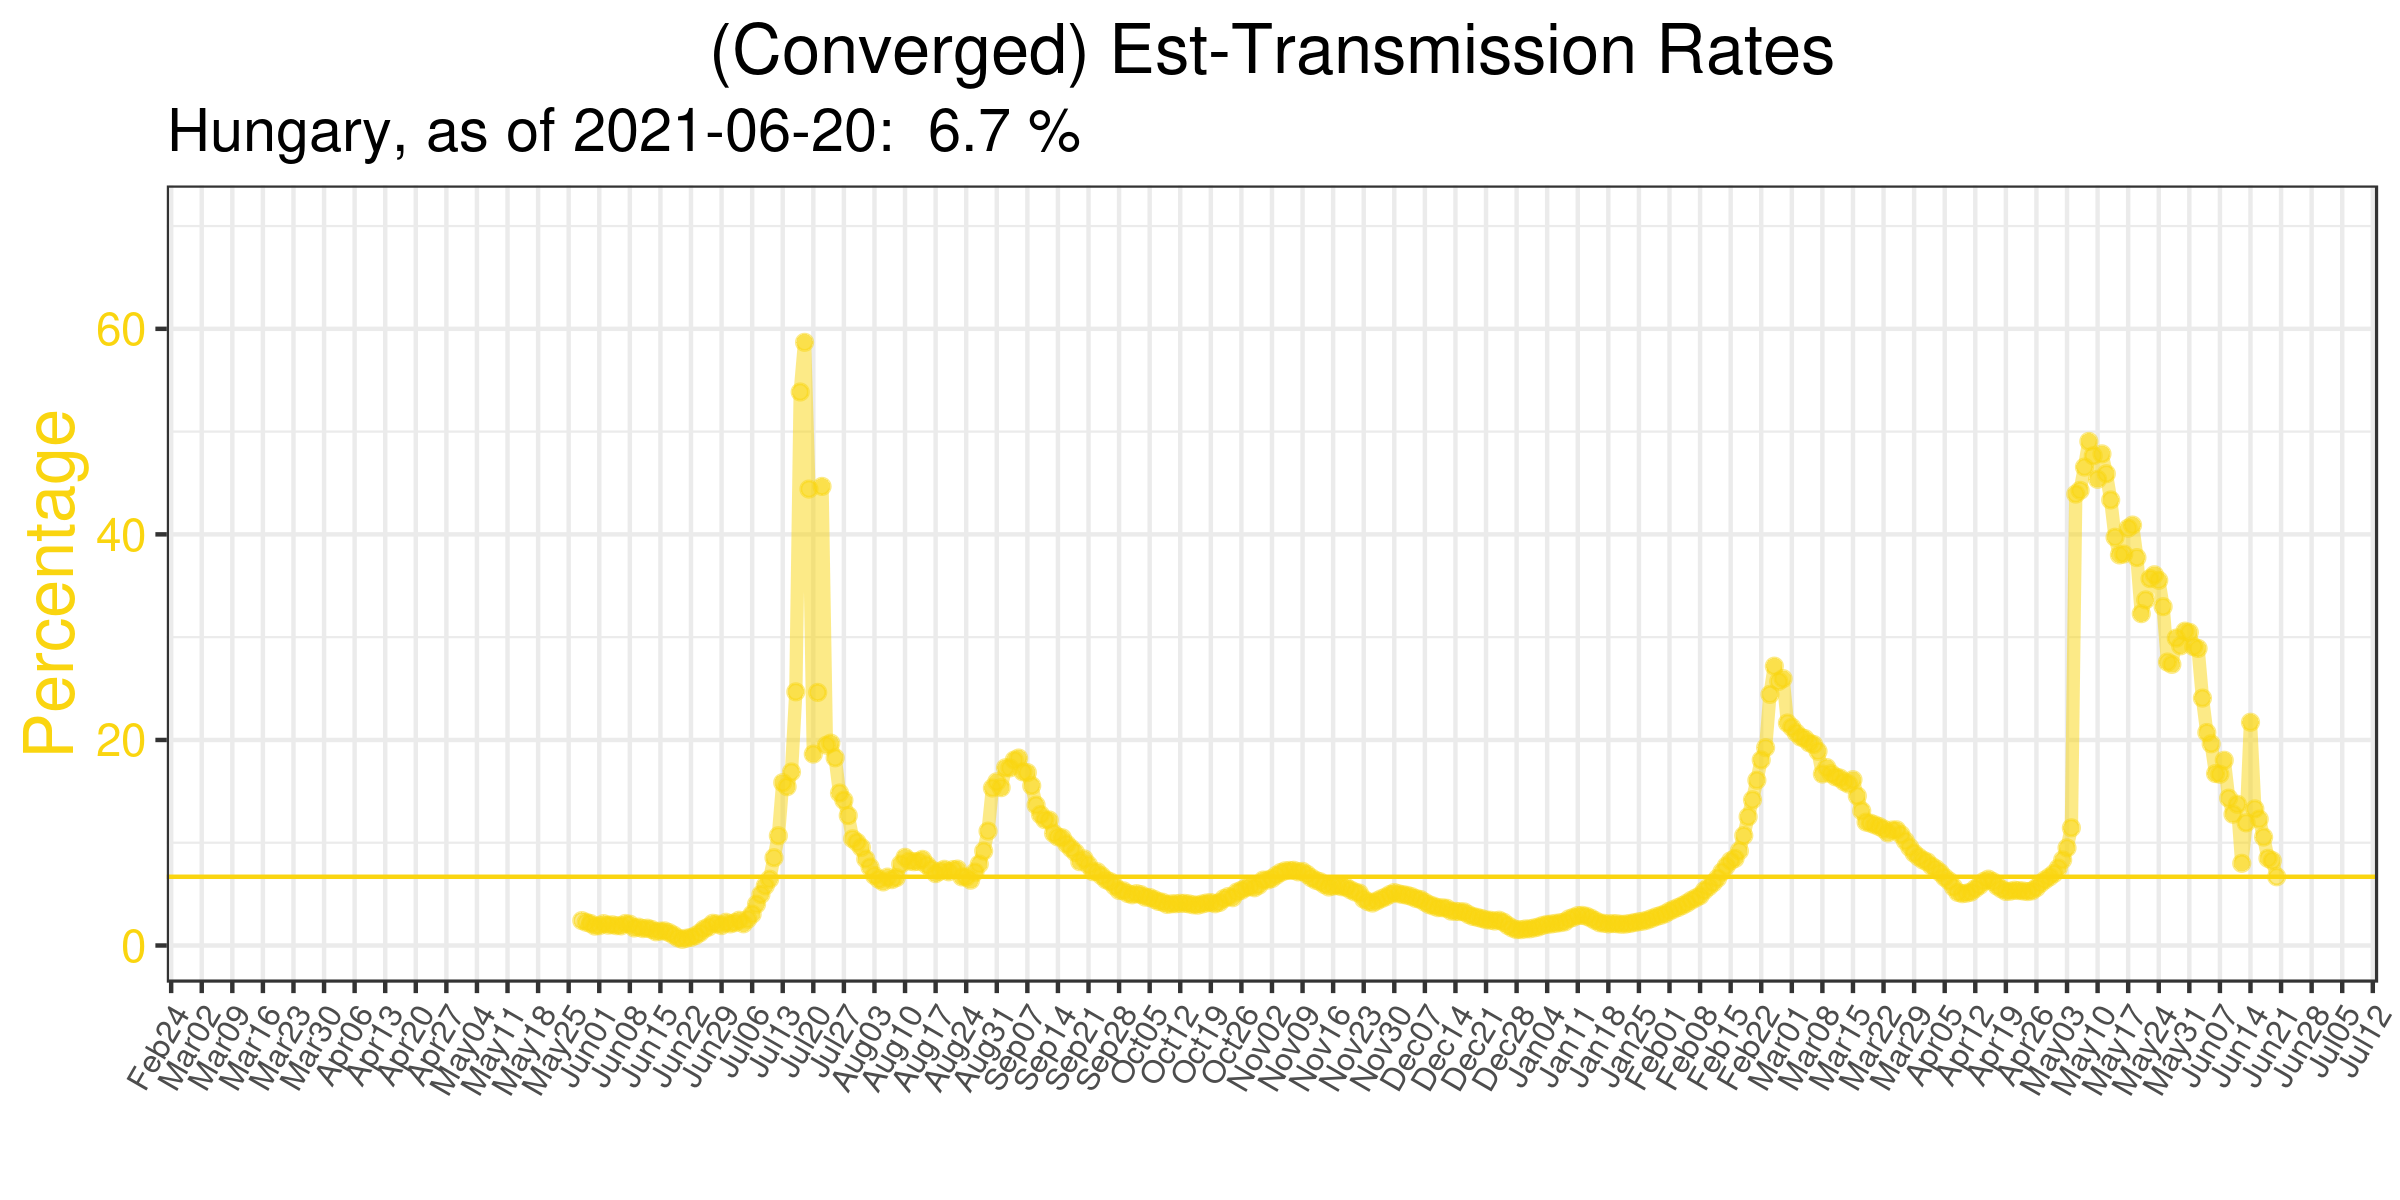 (Converged) Est-Transmission Rates
Hungary, as of 2021-06-20:  6.7 %
Percentage
60
40
20
0
Feb24 Mar02 Mar09 Mar16 Mar23 Mar30 Apr06 Apr13 Apr20 Apr27 May04 May11 May18 May25 Jun01 Jun08 Jun15 Jun22 Jun29 Jul06 Jul13 Jul20 Jul27 Aug03 Aug10 Aug17 Aug24 Aug31 Sep07 Sep14 Sep21 Sep28 Oct05 Oct12 Oct19 Oct26 Nov02 Nov09 Nov16 Nov23 Nov30 Dec07 Dec14 Dec21 Dec28 Jan04 Jan11 Jan18 Jan25 Feb01 Feb08 Feb15 Feb22 Mar01 Mar08 Mar15 Mar22 Mar29 Apr05 Apr12 Apr19 Apr26 May03 May10 May17 May24 May31 Jun07 Jun14 Jun21 Jun28 Jul05 Jul12